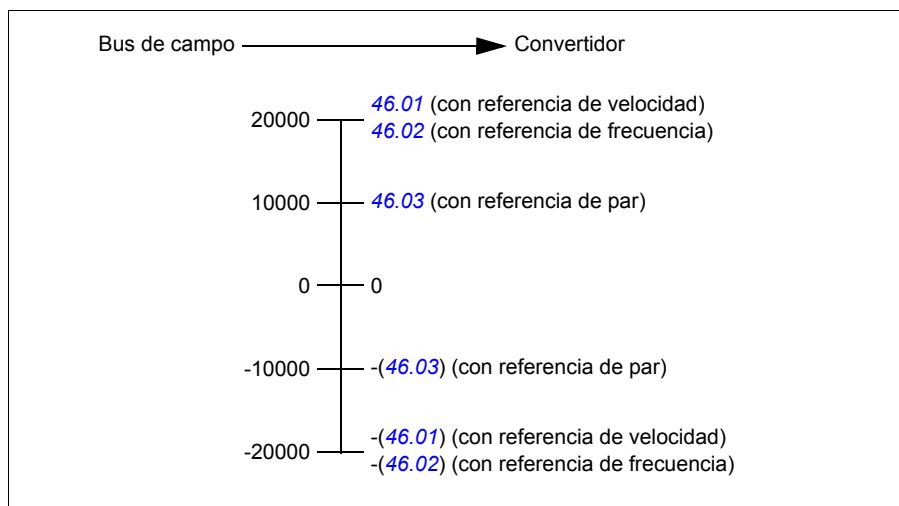 Bus de campo Convertidor
46.01 (con referencia de velocidad)
20000 46.02 (con referencia de frecuencia)
10000 46.03 (con referencia de par)
0 0
-10000 -(46.03) (con referencia de par)
-(46.01) (con referencia de velocidad)
-20000
-(46.02) (con referencia de frecuencia)